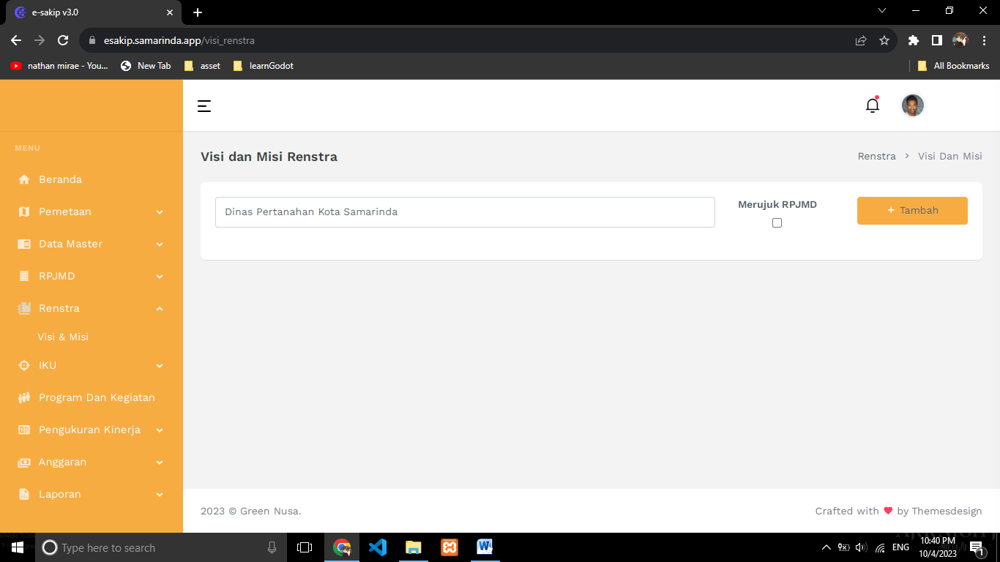 e-sakip v3.0
esakip.samarinda.app/visi_renstra
nathan mirae - You...
New Tab
asset
learnGodot
All Bookmarks
MENU
Beranda
Pemetaan
Data Master
RPJMD
Renstra
Visi & Misi
IKU
Program Dan Kegiatan
Pengukuran Kinerja
Anggaran
Laporan
Visi dan Misi Renstra
Renstra > Visi Dan Misi
Dinas Pertanahan Kota Samarinda
Merujuk RPJMD
+ Tambah
2023 © Green Nusa.
Crafted with ♥ by Themesdesign
Type here to search
ENG
10:40 PM
10/4/2023
1